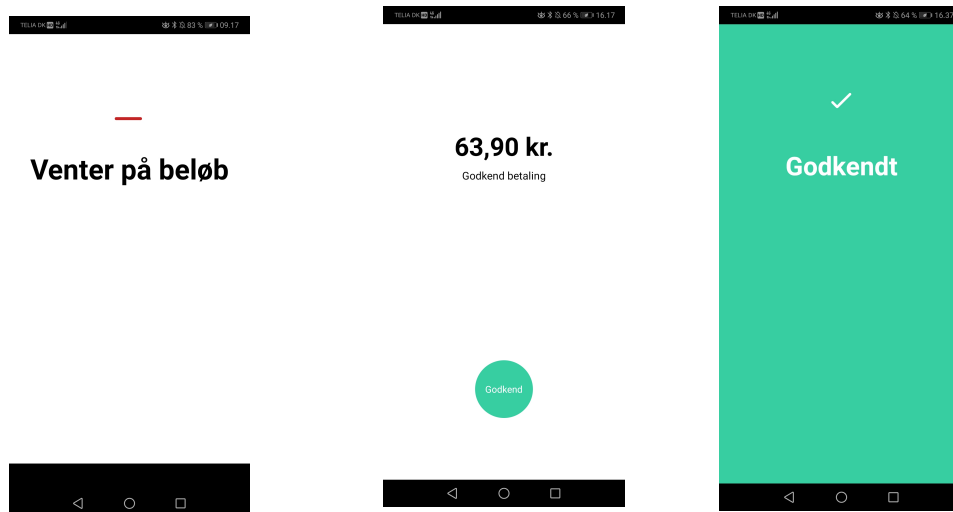 TELIA DK
83 % 09.17
Venter på beløb
TELIA DK
66 % 16.17
63,90 kr.
Godkend betaling
Godkend
TELIA DK
64 % 16.37
Godkendt